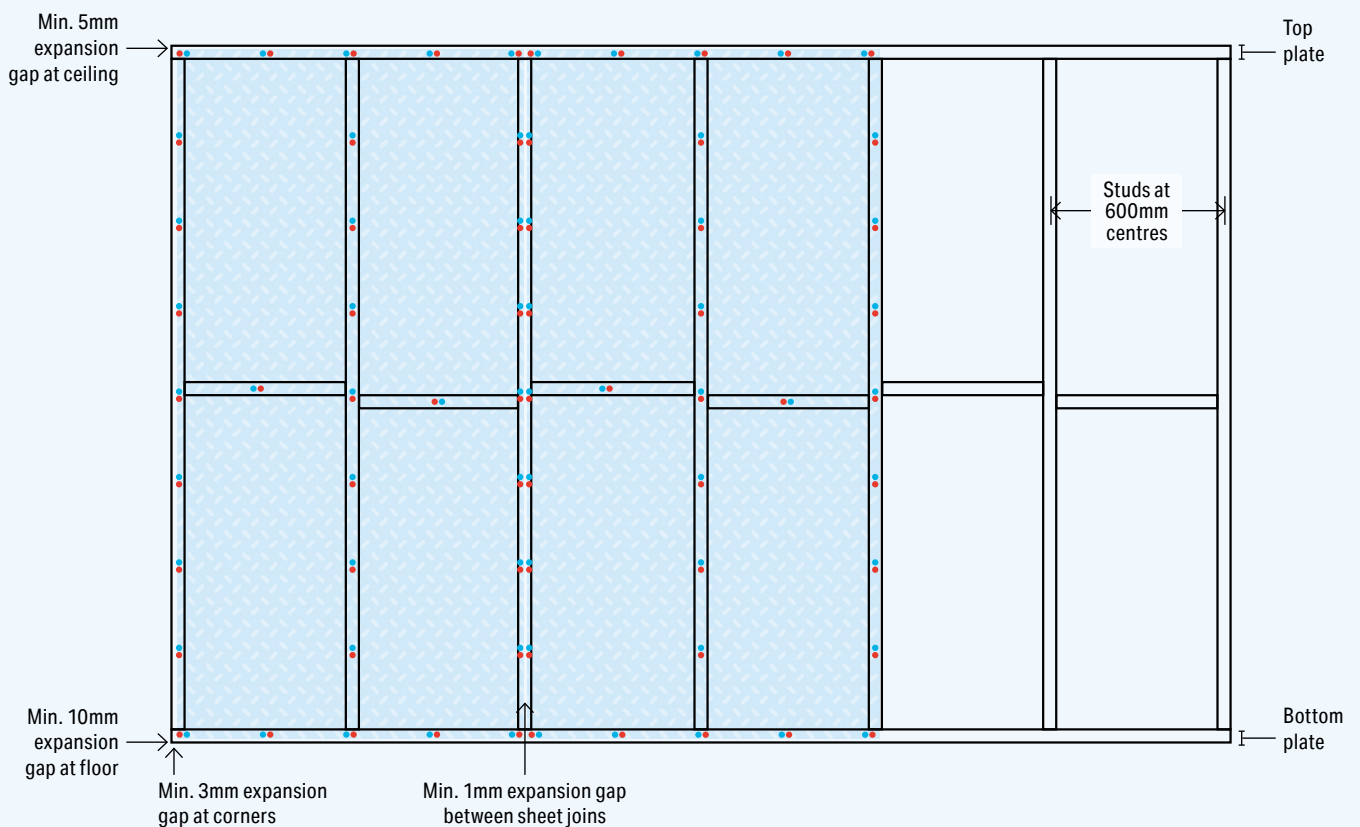 Min. 5mm
expansion
gap at ceiling
Top
plate
Studs at
600mm
centres
Min. 10mm
expansion
gap at floor
Bottom
plate
Min. 3mm expansion
gap at corners
Min. 1mm expansion gap
between sheet joins